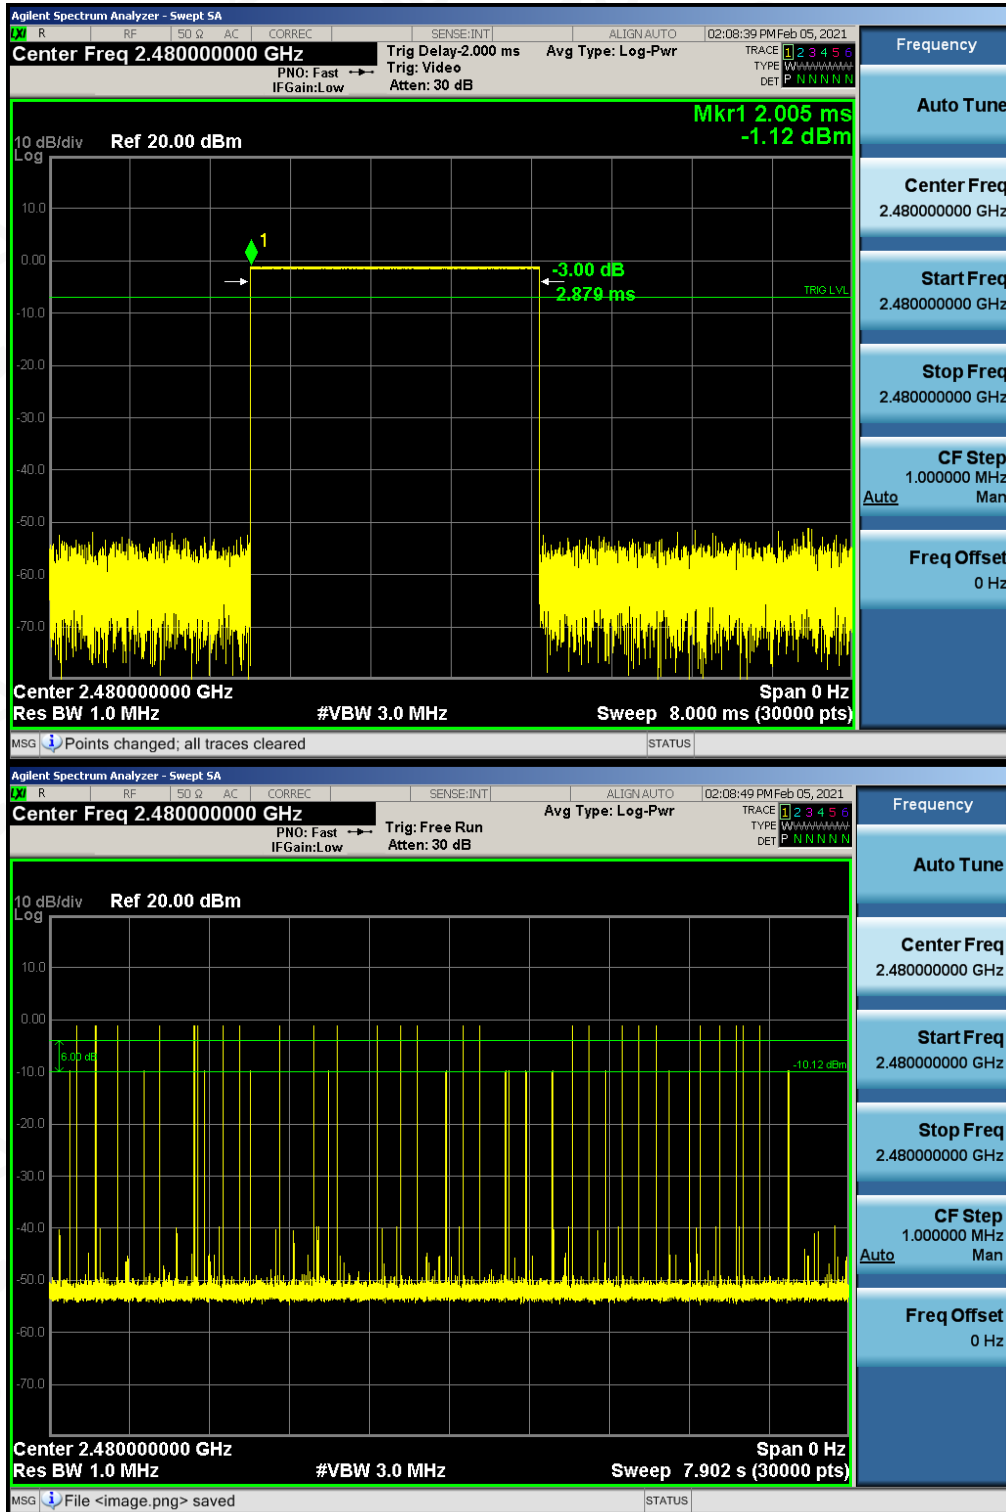 Agilent Spectrum Analyzer - Swept SA
LXI R RF 50 Ω AC CORREC SENSE:INT ALIGN AUTO 02:08:39 PM Feb 05, 2021
Center Freq 2.480000000 GHz
PNO: Fast
IFGain:Low
Trig Delay-2.000 ms
Trig: Video
Atten: 30 dB
Avg Type: Log-Pwr
TRACE 1 2 3 4 5 6
TYPE W
DET P N N N N N
Frequency
Mkr1 2.005 ms
-1.12 dBm
10 dB/div
Log
Ref 20.00 dBm
10.0
0.00
-10.0
-20.0
-30.0
-40.0
-50.0
-60.0
-70.0
1
-3.00 dB
2.879 ms
TRIG LVL
Center 2.480000000 GHz
Span 0 Hz
Res BW 1.0 MHz
#VBW 3.0 MHz
Sweep 8.000 ms (30000 pts)
MSG Points changed; all traces cleared
STATUS
Auto Tune
Center Freq
2.480000000 GHz
Start Freq
2.480000000 GHz
Stop Freq
2.480000000 GHz
CF Step
1.000000 MHz
Auto Man
Freq Offset
0 Hz
Agilent Spectrum Analyzer - Swept SA
LXI R RF 50 Ω AC CORREC SENSE:INT ALIGN AUTO 02:08:49 PM Feb 05, 2021
Center Freq 2.480000000 GHz
PNO: Fast
IFGain:Low
Trig: Free Run
Atten: 30 dB
Avg Type: Log-Pwr
TRACE 1 2 3 4 5 6
TYPE W
DET P N N N N N
Frequency
10 dB/div
Log
Ref 20.00 dBm
10.0
0.00
-10.0
-20.0
-30.0
-40.0
-50.0
-60.0
-70.0
6.00 dB
-10.12 dBm
Center 2.480000000 GHz
Span 0 Hz
Res BW 1.0 MHz
#VBW 3.0 MHz
Sweep 7.902 s (30000 pts)
MSG File <image.png> saved
STATUS
Auto Tune
Center Freq
2.480000000 GHz
Start Freq
2.480000000 GHz
Stop Freq
2.480000000 GHz
CF Step
1.000000 MHz
Auto Man
Freq Offset
0 Hz